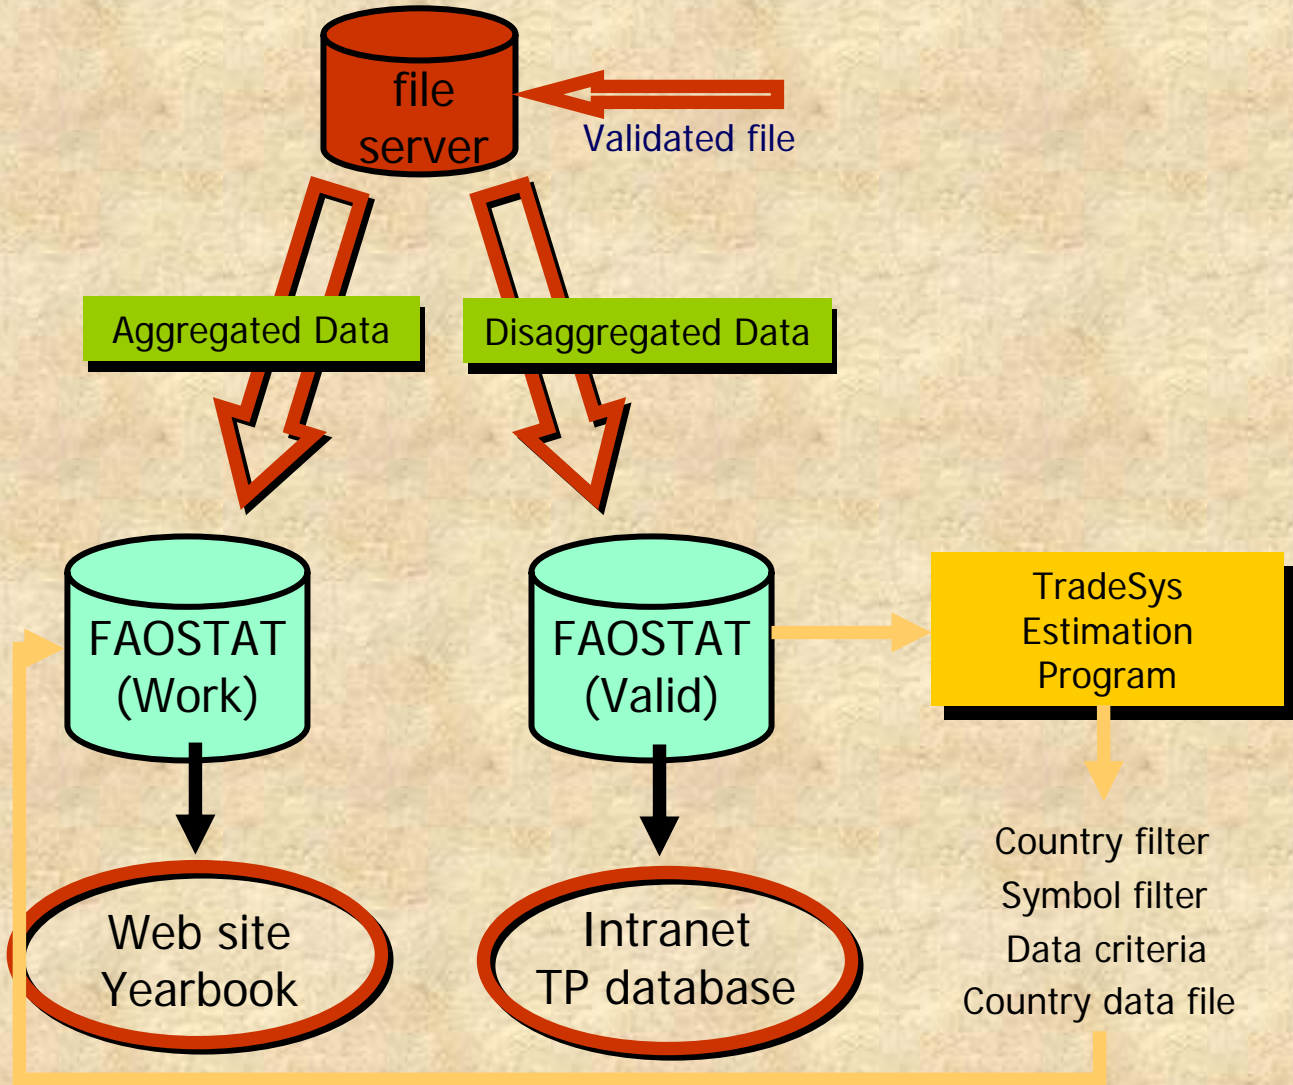 file
server
Validated file
Aggregated Data
Disaggregated Data
FAOSTAT
(Work)
FAOSTAT
(Valid)
TradeSys
Estimation
Program
Web site
Yearbook
Intranet
TP database
Country filter
Symbol filter
Data criteria
Country data file